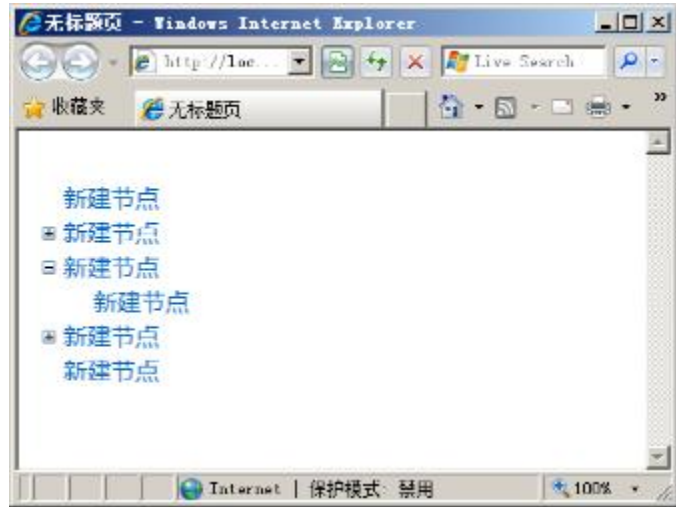 无标题页 - Windows Internet Explorer
http://loc...
Live Search
收藏夹
无标题页
新建节点
新建节点
新建节点
新建节点
新建节点
新建节点
Internet | 保护模式: 禁用
100%